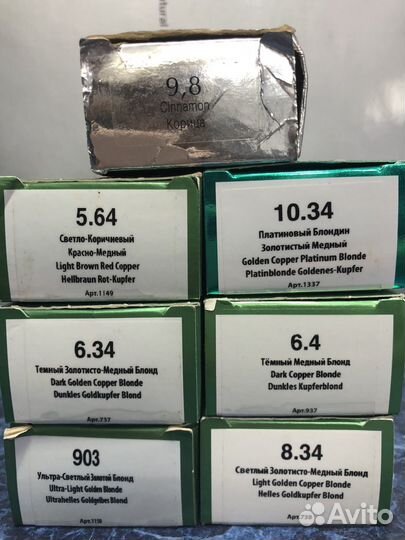 9,8
Cinnamon
Корица
5.64
Светло-Коричневый
Красно-Медный
Light Brown Red Copper
Hellbraun Rot-Kupfer
Арт.1149
10.34
Платиновый Блондин
Золотистый Медный
Golden Copper Platinum Blonde
Platinblonde Goldenes-Kupfer
Арт.1337
6.34
Темный Золотисто-Медный Блонд
Dark Golden Copper Blonde
Dunkles Goldkupfer Blond
Арт.737
6.4
Тёмный Медный Блонд
Dark Copper Blonde
Dunkles Kupferblond
Арт.937
903
Ультра-Светлый Золотой Блонд
Ultra-Light Golden Blonde
Ultrahelles Goldgelbes Blond
Арт.1159
8.34
Светлый Золотисто-Медный Блонд
Light Golden Copper Blonde
Helles Goldkupfer Blond
Avito